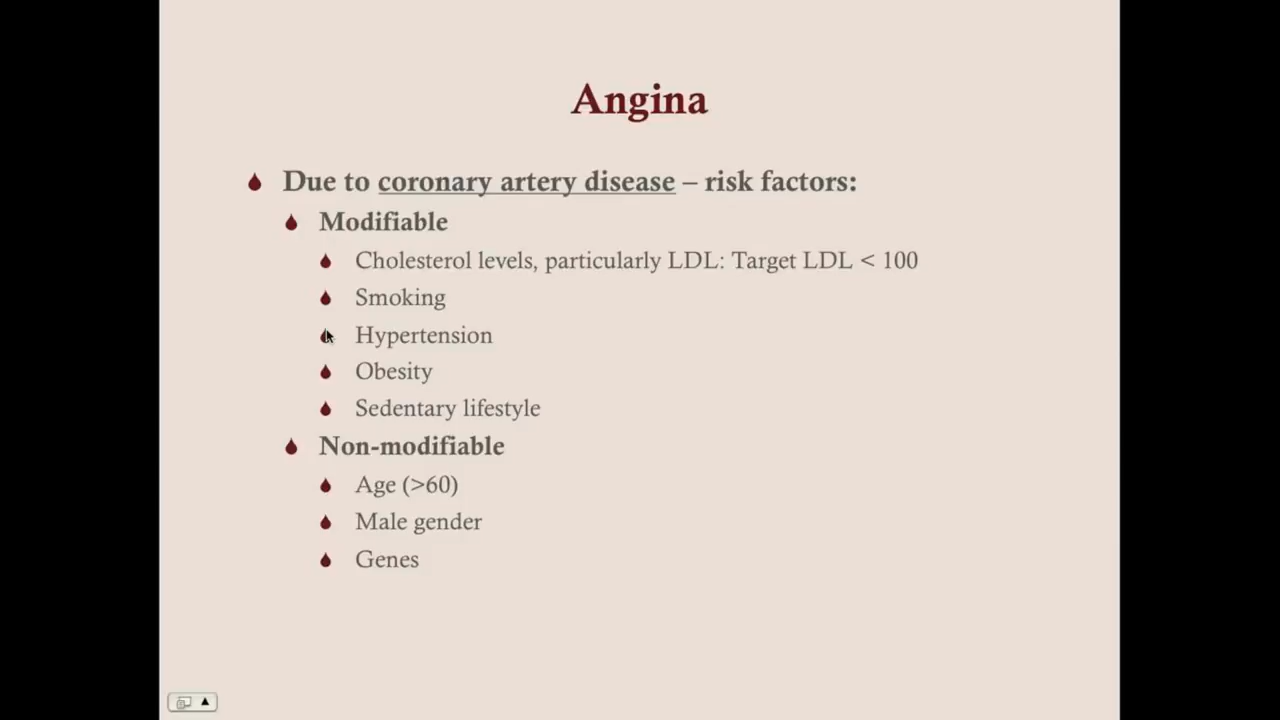 Angina
Due to coronary artery disease – risk factors:
Modifiable
Cholesterol levels, particularly LDL: Target LDL < 100
Smoking
Hypertension
Obesity
Sedentary lifestyle
Non-modifiable
Age (>60)
Male gender
Genes